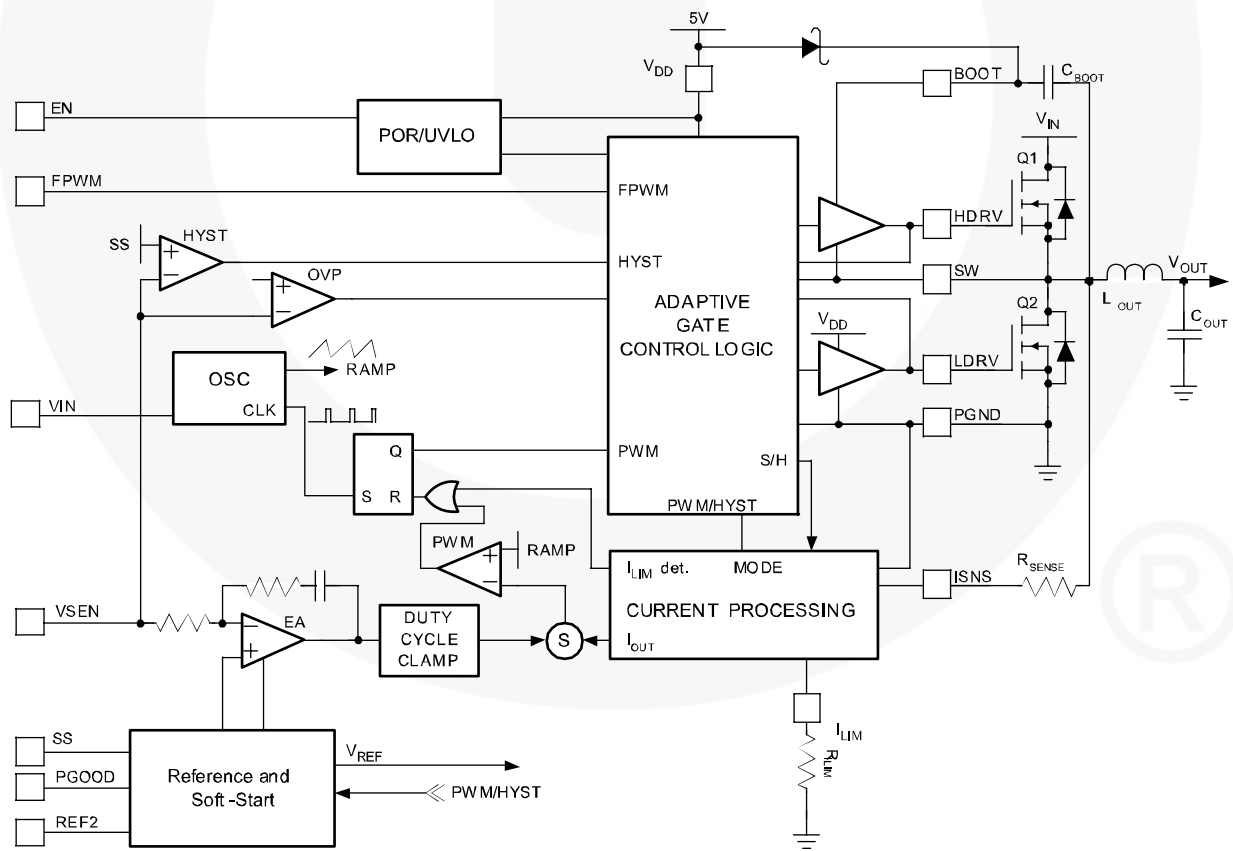 5V
VDD
BOOT
CBOOT
EN
POR/UVLO
VIN
Q1
FPWM
FPWM
HDRV
SS
HYST
+
−
HYST
OVP
+
−
SW
VOUT
LOUT
ADAPTIVE
GATE
CONTROL LOGIC
Q2
COUT
VDD
LDRV
OSC
RAMP
CLK
VIN
PGND
Q
PWM
S/H
S
R
PWM/HYST
PWM
+
−
RAMP
ILIM det.
MODE
ISNS
RSENSE
CURRENT PROCESSING
IOUT
VSEN
EA
−
+
DUTY
CYCLE
CLAMP
S
ILIM
RLIM
SS
PGOOD
REF2
Reference and
Soft-Start
VREF
PWM/HYST
®